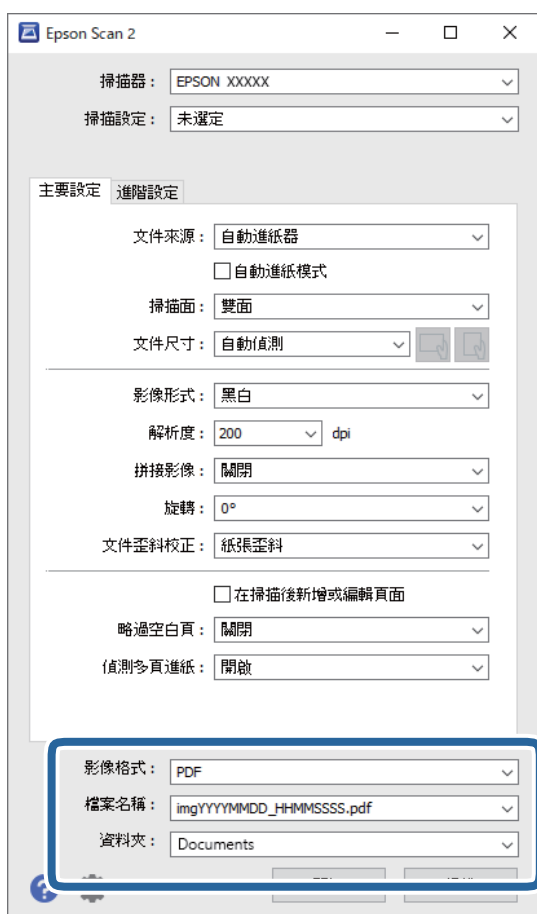 Epson Scan 2
掃描器： EPSON XXXXX
掃描設定： 未選定
主要設定 進階設定
文件來源： 自動進紙器
自動進紙模式
掃描面： 雙面
文件尺寸： 自動偵測
影像形式： 黑白
解析度： 200 dpi
拼接影像： 關閉
旋轉： 0°
文件歪斜校正： 紙張歪斜
在掃描後新增或編輯頁面
略過空白頁： 關閉
偵測多頁進紙： 開啟
影像格式： PDF
檔案名稱： imgYYYYMMDD_HHMMSSSS.pdf
資料夾： Documents
?